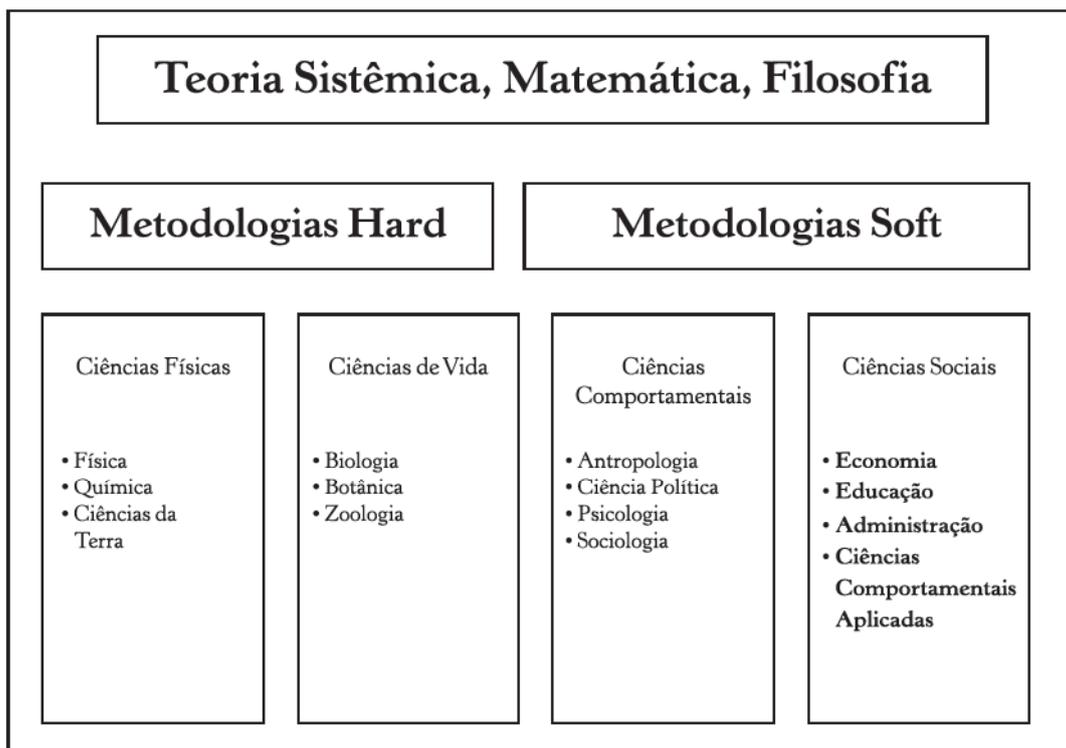 Teoria Sistêmica, Matemática, Filosofia
Metodologias Hard
Metodologias Soft
Ciências Físicas
• Física
• Química
• Ciências da
Terra
Ciências de Vida
• Biologia
• Botânica
• Zoologia
Ciências
Comportamentais
• Antropologia
• Ciência Política
• Psicologia
• Sociologia
Ciências Sociais
• Economia
• Educação
• Administração
• Ciências
Comportamentais
Aplicadas